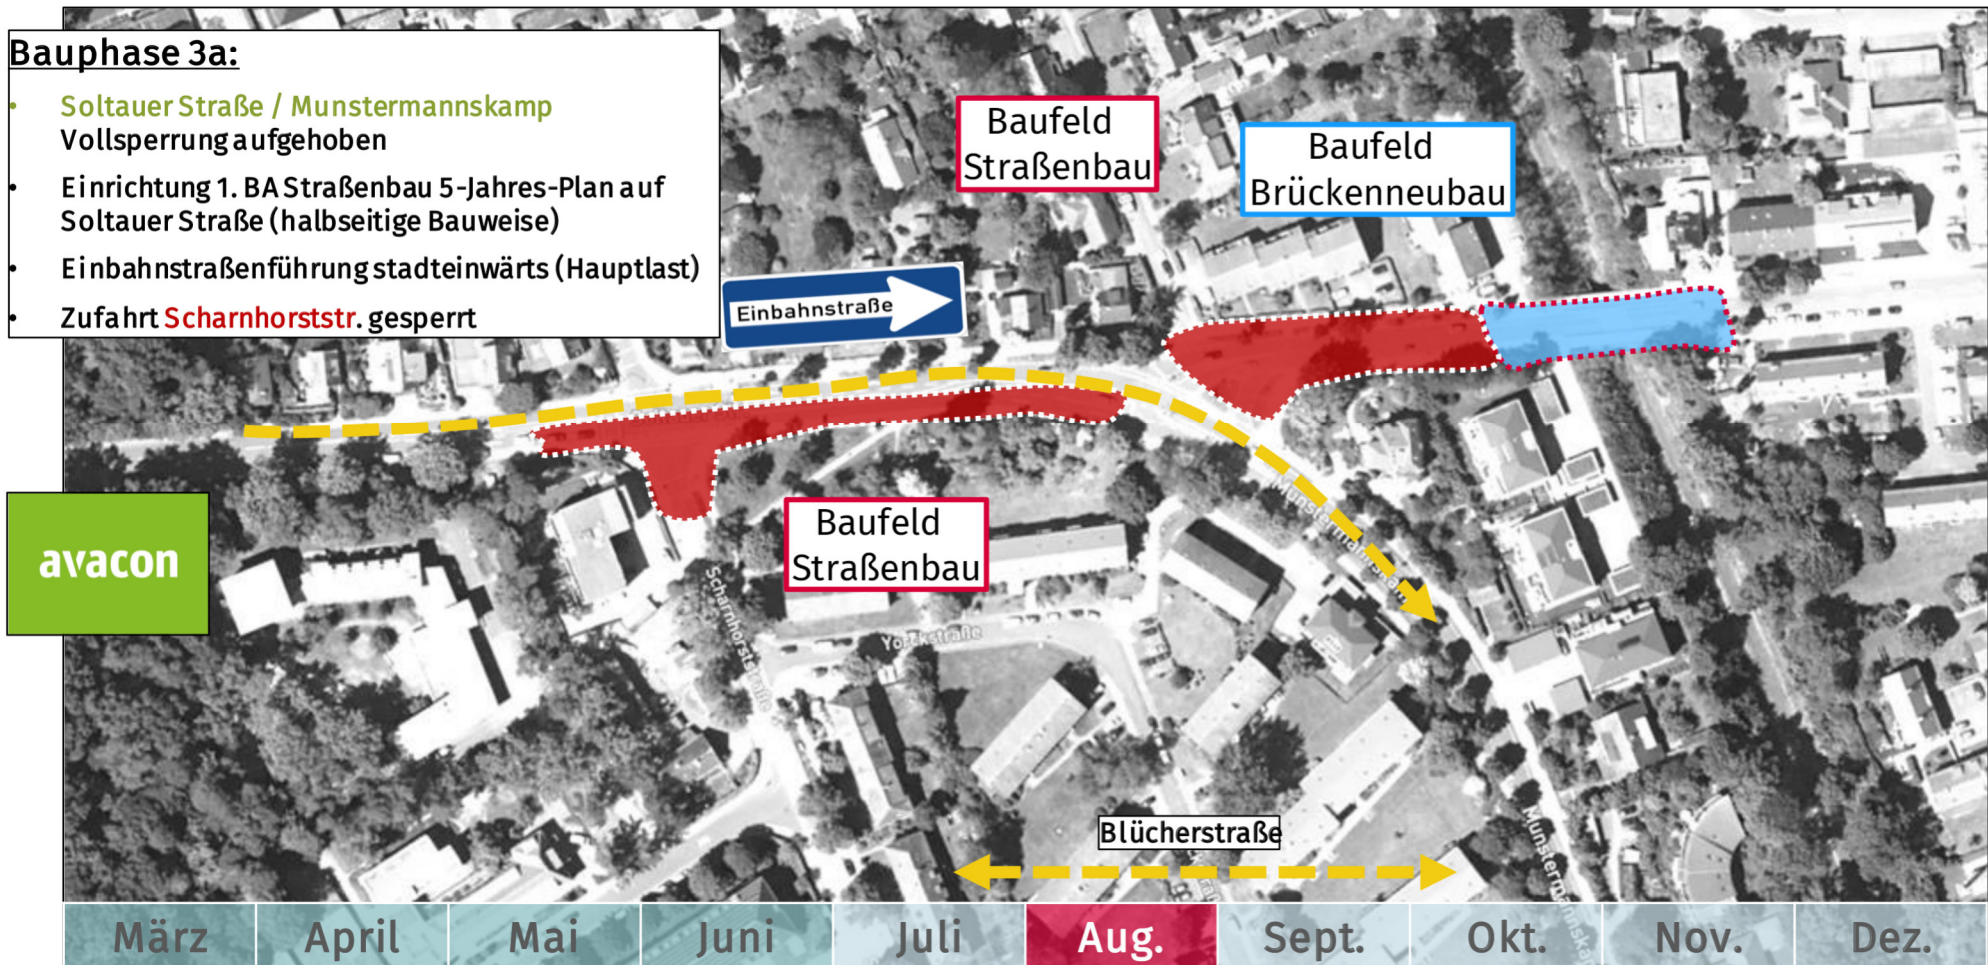 Bauphase 3a:
• Soltauer Straße / Munstermannskamp
Vollsperrung aufgehoben
• Einrichtung 1. BA Straßenbau 5-Jahres-Plan auf
Soltauer Straße (halbseitige Bauweise)
• Einbahnstraßenführung stadteinwärts (Hauptlast)
• Zufahrt Scharnhorststr. gesperrt
Einbahnstraße
Baufeld
Straßenbau
Baufeld
Brückenneubau
avacon
Baufeld
Straßenbau
Munstermannskamp
Scharnhorststraße
Yorckstraße
Blücherstraße
Munstermannskamp
März April Mai Juni Juli Aug. Sept. Okt. Nov. Dez.